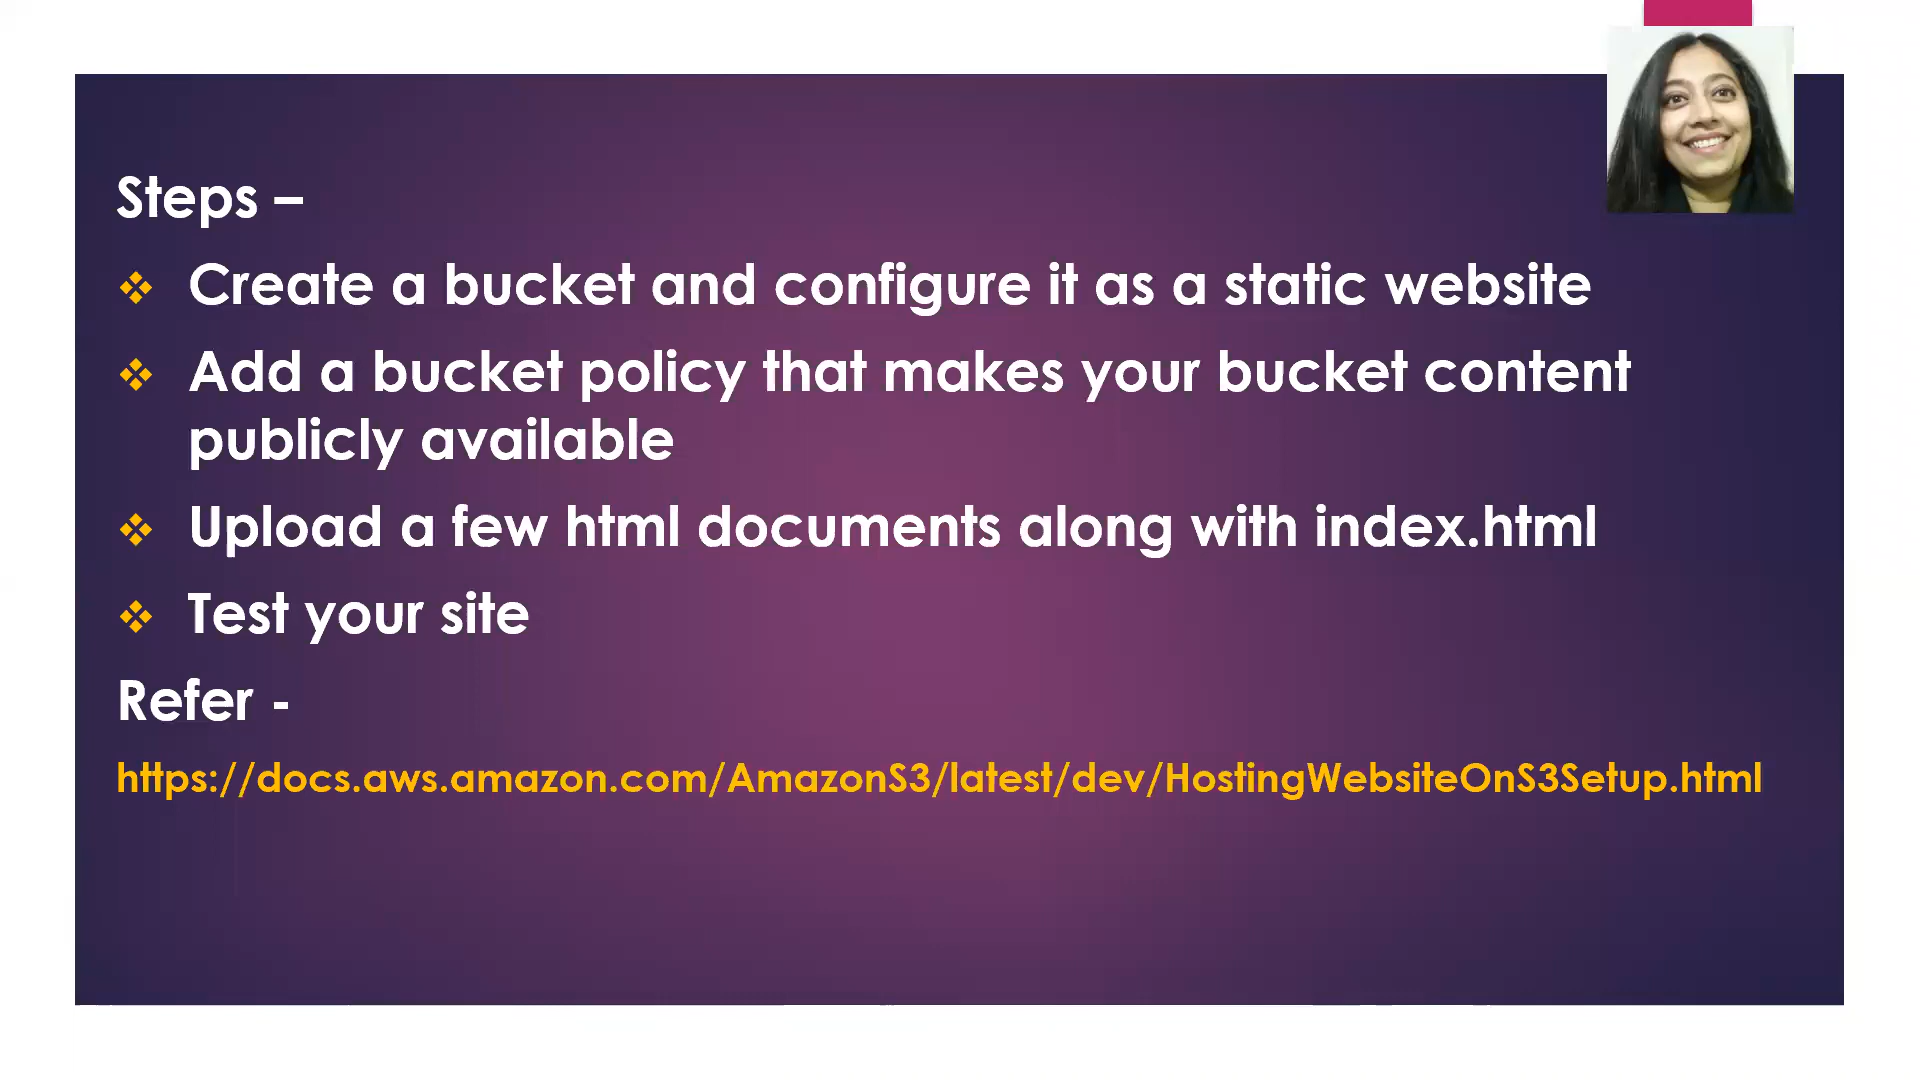 Steps –
❖ Create a bucket and configure it as a static website
❖ Add a bucket policy that makes your bucket content
publicly available
❖ Upload a few html documents along with index.html
❖ Test your site
Refer -
https://docs.aws.amazon.com/AmazonS3/latest/dev/HostingWebsiteOnS3Setup.html